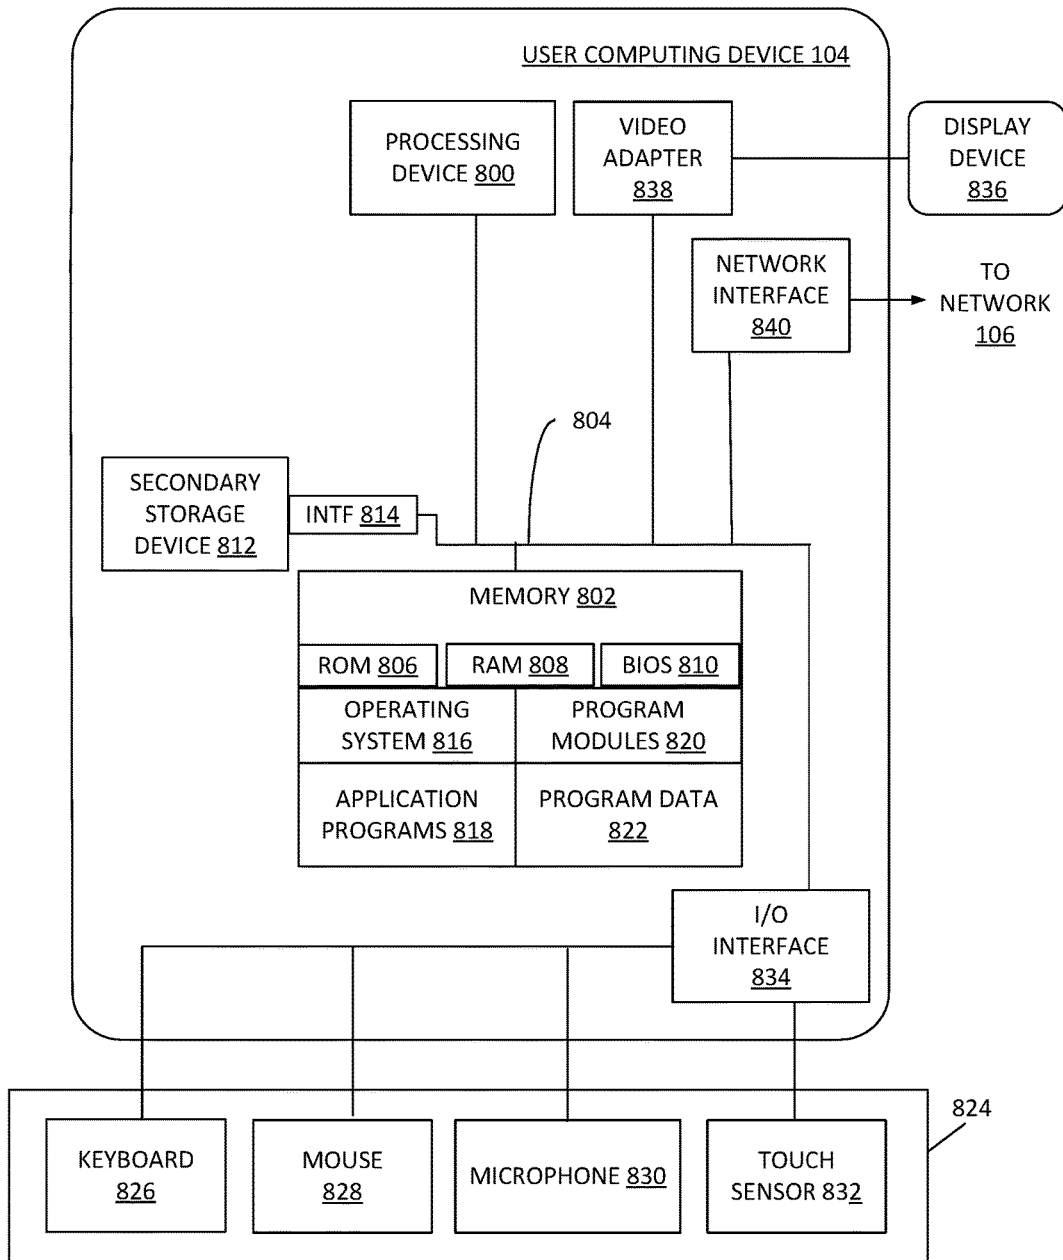 USER COMPUTING DEVICE 104
PROCESSING
DEVICE 800
VIDEO
ADAPTER
838
DISPLAY
DEVICE
836
NETWORK
INTERFACE
840
TO
NETWORK
106
804
SECONDARY
STORAGE
DEVICE 812
INTF 814
MEMORY 802
ROM 806
RAM 808
BIOS 810
OPERATING
SYSTEM 816
PROGRAM
MODULES 820
APPLICATION
PROGRAMS 818
PROGRAM DATA
822
I/O
INTERFACE
834
824
KEYBOARD
826
MOUSE
828
MICROPHONE 830
TOUCH
SENSOR 832